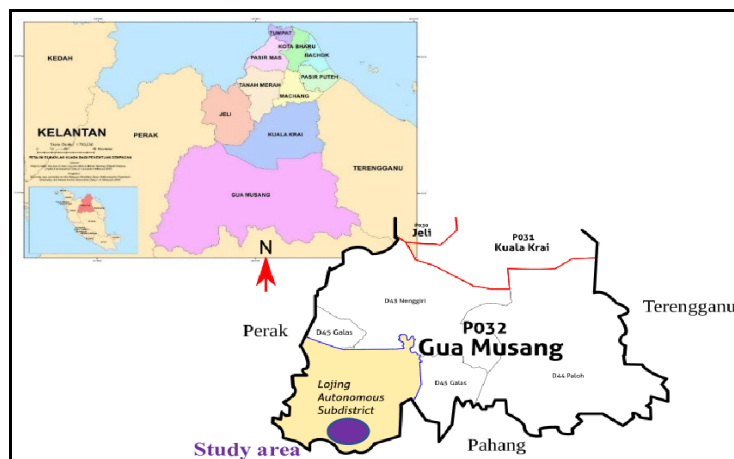 TUMPAT
KOTA BHARU
KEDAH
PASIR MAS
BACHOK
PASIR PUTEH
TANAH MERAH
MACHANG
JELI
KELANTAN
PERAK
KUALA KRAI
TERENGGANU
GUA MUSANG
N
P030
Jeli
P031
Kuala Krai
D43 Nenggiri
Terengganu
Perak
D45 Galas
P032
Gua Musang
D45 Galas
D44 Paloh
Lojing
Autonomous
Subdistrict
Study area
Pahang